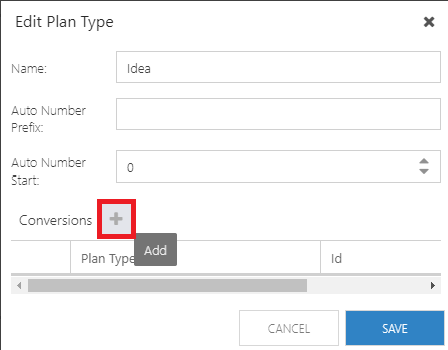 Edit Plan Type
Name:
Idea
Auto Number
Prefix:
Auto Number
Start:
0
Conversions
Add
Plan Type
Id
CANCEL
SAVE